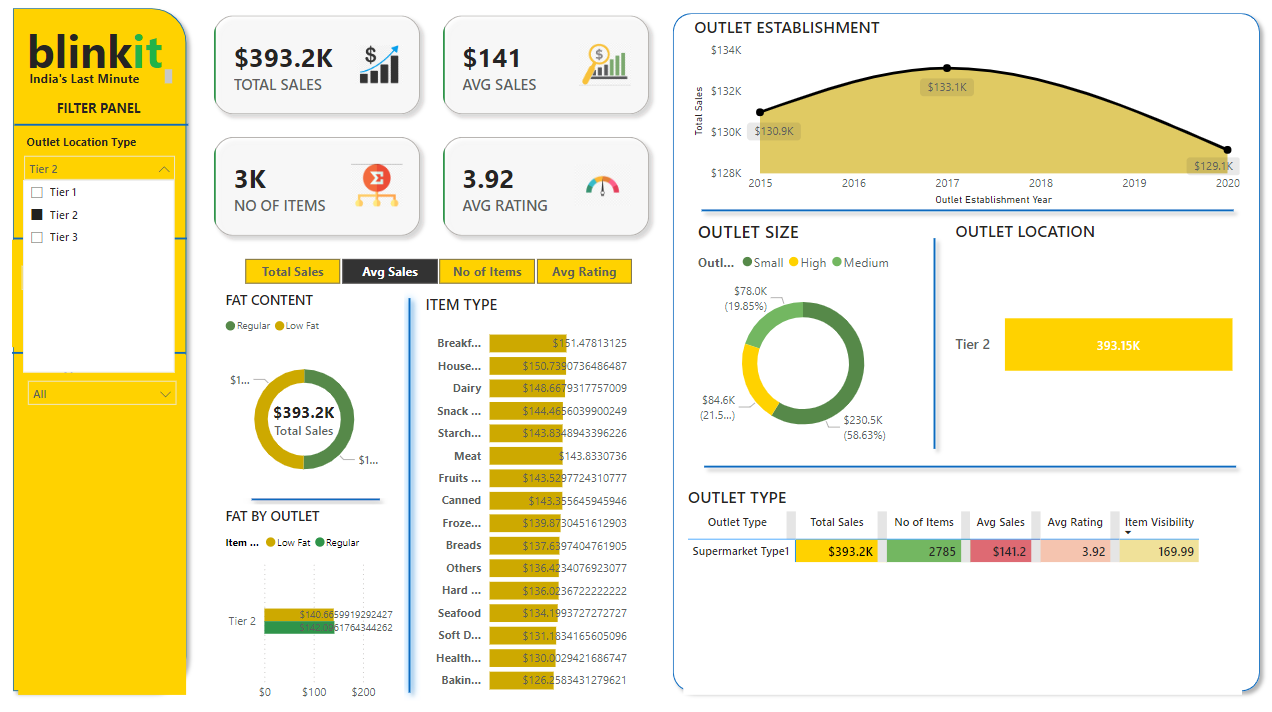 blinkit
India's Last Minute
FILTER PANEL
Outlet Location Type
Tier 2
Tier 1
Tier 2
Tier 3
All
$393.2K
TOTAL SALES
$141
AVG SALES
3K
NO OF ITEMS
3.92
AVG RATING
Total Sales
Avg Sales
No of Items
Avg Rating
FAT CONTENT
Regular
Low Fat
$1...
$393.2K
Total Sales
$1...
FAT BY OUTLET
Item ...
Low Fat
Regular
Tier 2
$140.6659919292427
$0
$100
$200
ITEM TYPE
Breakf...
$151.47813125
House...
$150.7390736486487
Dairy
$148.6679317757009
Snack ...
$144.4656039900249
Starch...
$143.8348943396226
Meat
$143.8330736
Fruits ...
$143.5297724310777
Canned
$143.355645945946
Froze...
$139.8730451612903
Breads
$137.6397404761905
Others
$136.4234076923077
Hard ...
$136.0236722222222
Seafood
$134.1993727272727
Soft D...
$131.1834165605096
Health...
$130.0029421686747
Bakin...
$126.2583431279621
OUTLET ESTABLISHMENT
Total Sales
$134K
$132K
$130K
$128K
$130.9K
$133.1K
$129.1K
2015
2016
2017
2018
2019
2020
Outlet Establishment Year
OUTLET SIZE
Outl...
Small
High
Medium
$78.0K
(19.85%)
$84.6K
(21.5...)
$230.5K
(58.63%)
OUTLET LOCATION
Tier 2
393.15K
OUTLET TYPE
Outlet Type
Total Sales
No of Items
Avg Sales
Avg Rating
Item Visibility
Supermarket Type1
$393.2K
2785
$141.2
3.92
169.99